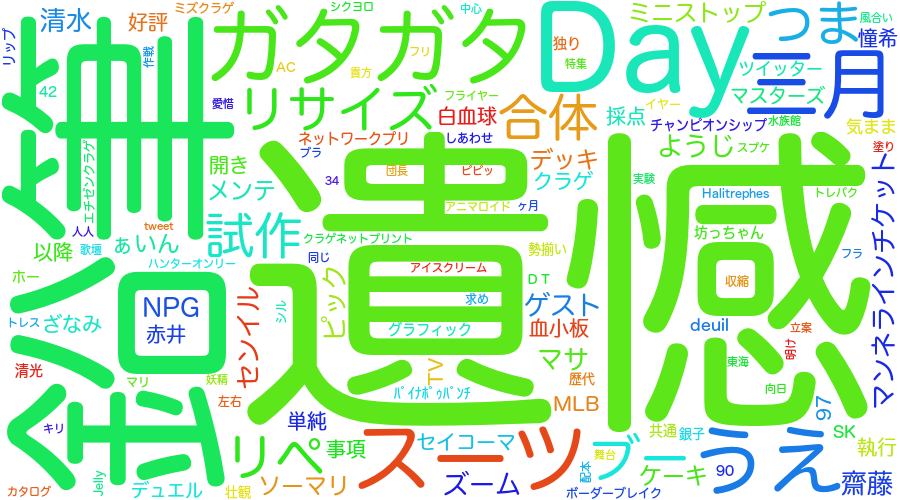 リップ
清水
好評
ミズクラゲ
ガタガタ
シクヨロ
中心
Day
ミニストップ
つま
風合い
憧希
作戦
42
AC
貴方
フリ
独り
特集
ツイッター
三月
箪
愛惜
リサイズ
フライヤー
白血球
合体
採点
イヤー
マスターズ
水族館
気まま
チャンピオンシップ
エチゼンクラゲ
ネットワークプリ
ブラ
しあわせ
デッキ
ようじ
スプケ
塗り
開き
メンテ
34
団長
ピピッ
クラゲ
実験
Halitrephes
トレパク
マンネラインチケット
人人
tweet
アニマロイド
ヶ月
試作
遺憾
坊っちゃん
以降
歌壇
ぁいん
クラゲネットプリント
勢揃い
フラ
ハンターオンリー
同じ
ホー
アイスクリーム
ＤＴ
収縮
NPG
センイル
シル
ピック
求め
ゲスト
トレス
ざなみ
赤井
グラフィック
血小板
deuil
立案
鉛
清光
マリ
妖精
TV
マサ
東海
明け
左右
ﾊﾟｲﾅﾎﾟｩﾊﾟﾝﾁ
歴代
向日
キリ
単純
MLB
97
リペ
事項
スーツ
セイコーマ
ブー
共通
銀子
うえ
SK
執行
舞台
カタログ
Jelly
デュエル
壮観
ソーマリ
ズーム
配本
ケーキ
90
齋藤
ボーダーブレイク